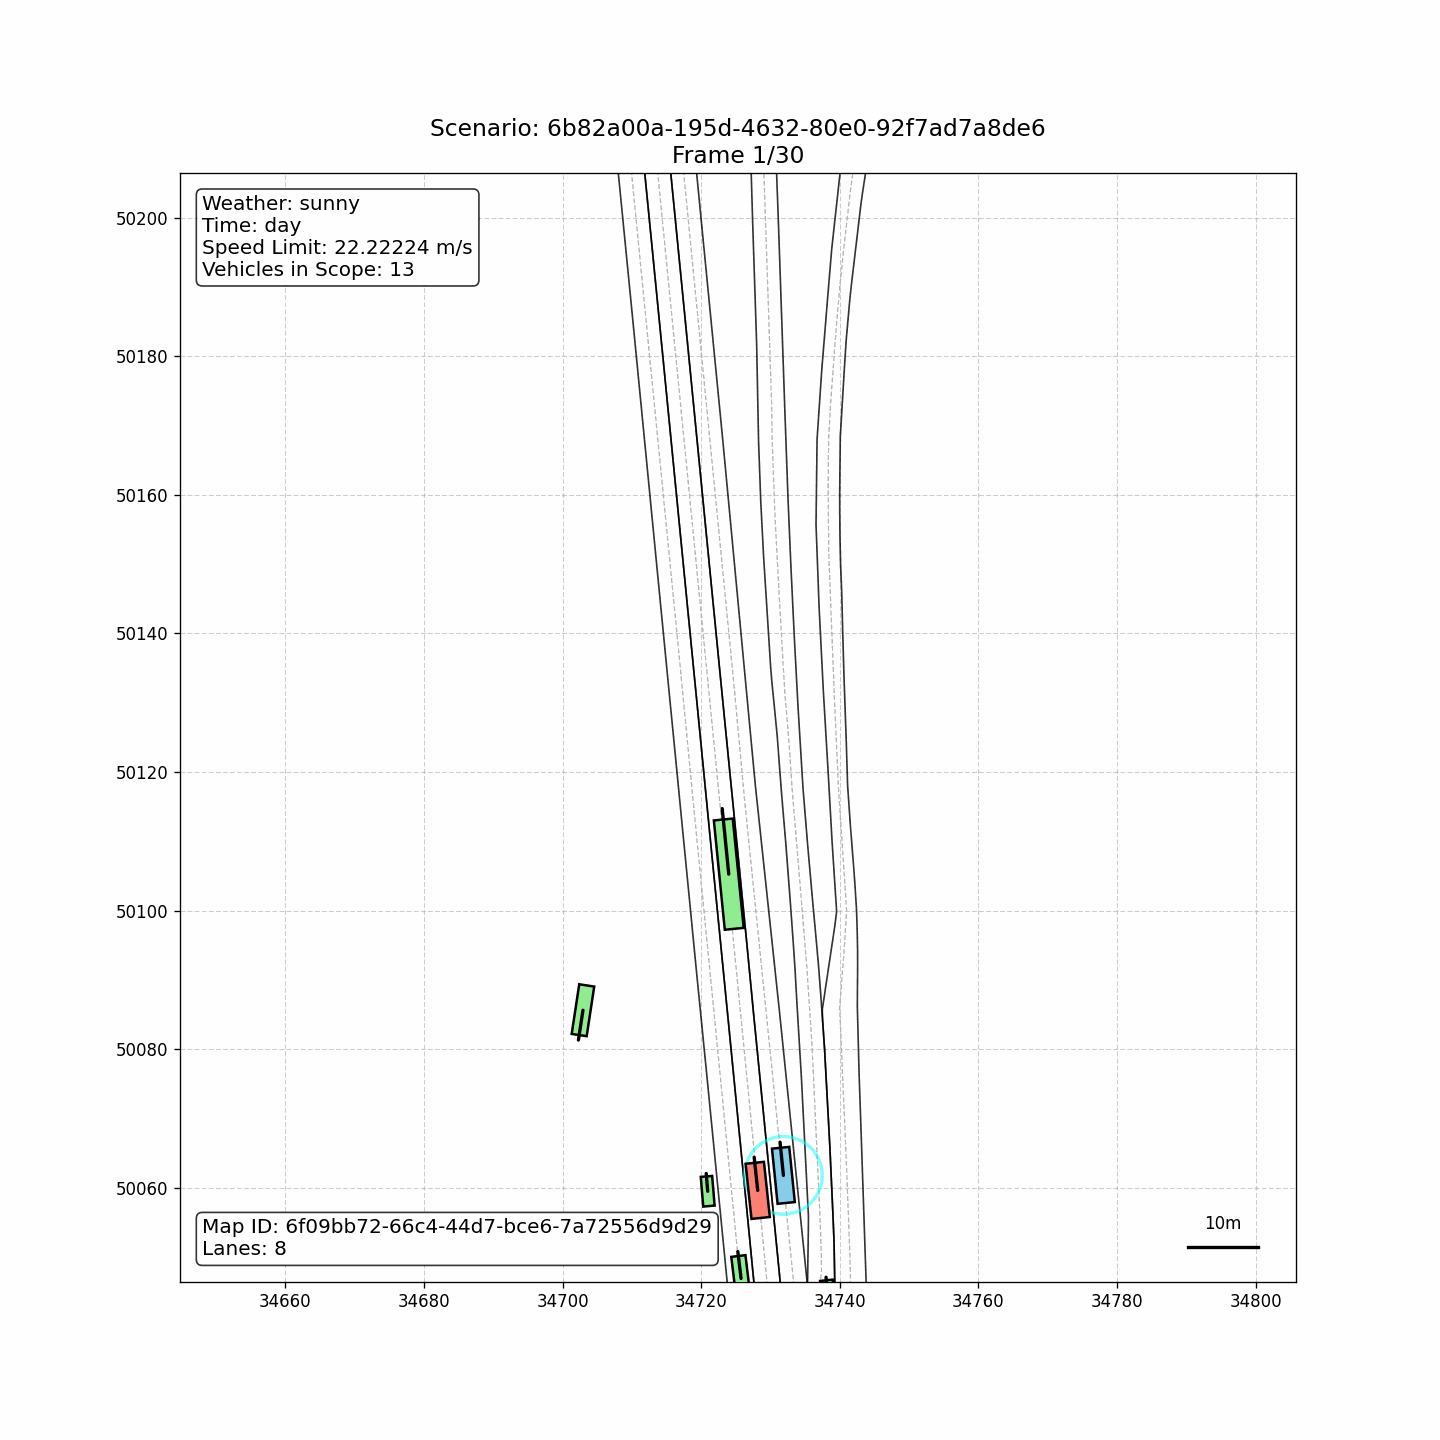 Scenario: 6b82a00a-195d-4632-80e0-92f7ad7a8de6
Frame 1/30
Weather: sunny
Time: day
Speed Limit: 22.22224 m/s
Vehicles in Scope: 13
50200
50180
50160
50140
50120
50100
50080
50060
Map ID: 6f09bb72-66c4-44d7-bce6-7a72556d9d29
Lanes: 8
10m
34660 34680 34700 34720 34740 34760 34780 34800